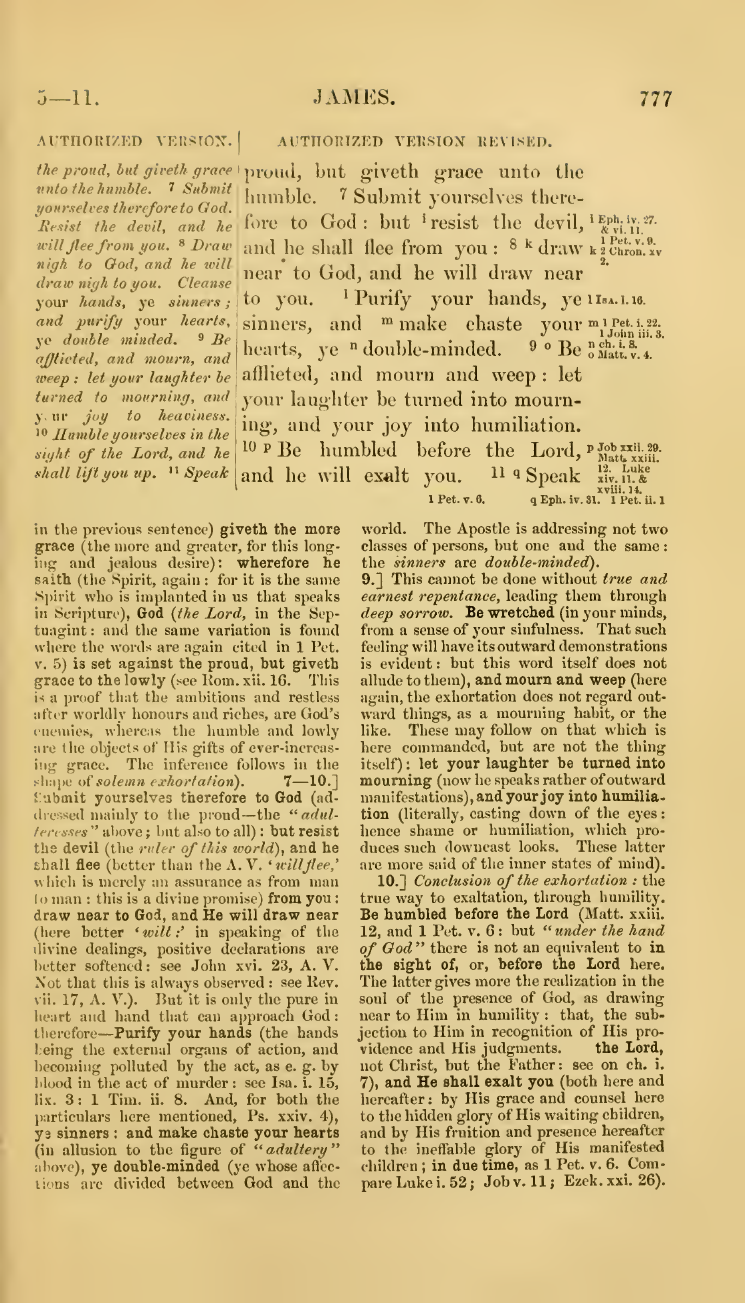 5—11.
JAMES.
777
AUTHORIZED VERSION.
the proud, but giveth grace
unto the humble. 7 Submit
yourselves therefore to God.
Resist the devil, and he
will flee from you. 8 Draw
nigh to God, and he will
draw nigh to you. Cleanse
your hands, ye sinners;
and purify your hearts,
ye double minded. 9 Be
afflicted, and mourn, and
weep: let your laughter be
turned to mourning, and
y ur joy to heaviness.
10 Humble yourselves in the
sight of the Lord, and he
shall lift you up. 11 Speak
AUTHORIZED VERSION REVISED.
proud, but giveth grace unto the
humble. 7 Submit yourselves there-
fore to God: but i resist the devil,
and he shall flee from you: 8 k draw
near to God, and he will draw near
to you. l Purify your hands, ye
sinners, and m make chaste your
hearts, ye n double-minded. 9 o Be
afflicted, and mourn and weep: let
your laughter be turned into mourn-
ing, and your joy into humiliation.
10 p Be humbled before the Lord,
and he will exalt you. 11 q Speak
i Eph. iv. 27.
& vi. 11.
1 Pet. v. 9.
k 2 Chron. xv
2.
l Isa. i. 16.
m 1 Pet. i. 22.
1 John iii. 3.
n ch. i. 8.
o Matt. v. 4.
p Job xxii. 29.
Matt. xxiii.
12. Luke
xiv. 11. &
xviii. 14.
1 Pet. v. 6.
q Eph. iv. 31. 1 Pet. ii. 1
in the previous sentence) giveth the more
grace (the more and greater, for this long-
ing and jealous desire): wherefore he
saith (the Spirit, again: for it is the same
Spirit who is implanted in us that speaks
in Scripture), God (the Lord, in the Sep-
tuagint: and the same variation is found
where the words are again cited in 1 Pet.
v. 5) is set against the proud, but giveth
grace to the lowly (see Rom. xii. 16. This
is a proof that the ambitious and restless
after worldly honours and riches, are God's
enemies, whereas the humble and lowly
are the objects of His gifts of ever-increas-
ing grace. The inference follows in the
shape of solemn exhortation). 7—10.]
Submit yourselves therefore to God (ad-
dressed mainly to the proud—the "adul-
teresses" above; but also to all): but resist
the devil (the ruler of this world), and he
shall flee (better than the A. V. 'will flee,'
which is merely an assurance as from man
to man: this is a divine promise) from you:
draw near to God, and He will draw near
(here better 'will:' in speaking of the
divine dealings, positive declarations are
better softened: see John xvi. 23, A. V.
Not that this is always observed: see Rev.
vii. 17, A. V.). But it is only the pure in
heart and hand that can approach God:
therefore—Purify your hands (the hands
being the external organs of action, and
becoming polluted by the act, as e. g. by
blood in the act of murder: see Isa. i. 15,
lix. 3: 1 Tim. ii. 8. And, for both the
particulars here mentioned, Ps. xxiv. 4),
ye sinners: and make chaste your hearts
(in allusion to the figure of "adultery"
above), ye double-minded (ye whose affec-
tions are divided between God and the
world. The Apostle is addressing not two
classes of persons, but one and the same:
the sinners are double-minded).
9.] This cannot be done without true and
earnest repentance, leading them through
deep sorrow. Be wretched (in your minds,
from a sense of your sinfulness. That such
feeling will have its outward demonstrations
is evident: but this word itself does not
allude to them), and mourn and weep (here
again, the exhortation does not regard out-
ward things, as a mourning habit, or the
like. These may follow on that which is
here commanded, but are not the thing
itself): let your laughter be turned into
mourning (now he speaks rather of outward
manifestations), and your joy into humilia-
tion (literally, casting down of the eyes:
hence shame or humiliation, which pro-
duces such downcast looks. These latter
are more said of the inner states of mind).
10.] Conclusion of the exhortation: the
true way to exaltation, through humility.
Be humbled before the Lord (Matt. xxiii.
12, and 1 Pet. v. 6: but "under the hand
of God" there is not an equivalent to in
the sight of, or, before the Lord here.
The latter gives more the realization in the
soul of the presence of God, as drawing
near to Him in humility: that, the sub-
jection to Him in recognition of His pro-
vidence and His judgments. the Lord,
not Christ, but the Father: see on ch. i.
7), and He shall exalt you (both here and
hereafter: by His grace and counsel here
to the hidden glory of His waiting children,
and by His fruition and presence hereafter
to the ineffable glory of His manifested
children; in due time, as 1 Pet. v. 6. Com-
pare Luke i. 52; Job v. 11; Ezek. xxi. 26).